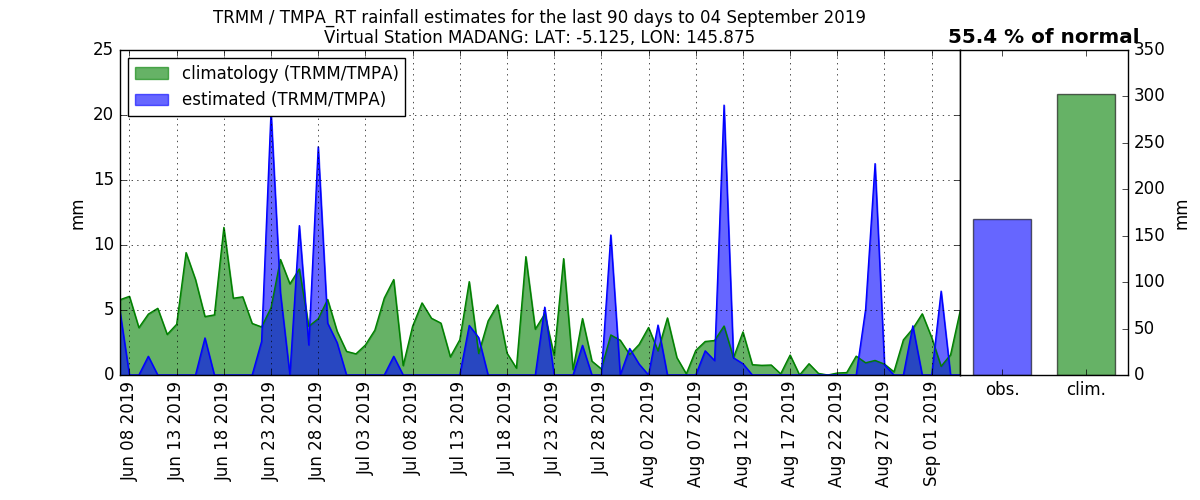 TRMM / TMPA_RT rainfall estimates for the last 90 days to 04 September 2019
Virtual Station MADANG: LAT: -5.125, LON: 145.875
55.4 % of normal
climatology (TRMM/TMPA)
estimated (TRMM/TMPA)
25
20
15
10
5
0
mm
Jun 08 2019
Jun 13 2019
Jun 18 2019
Jun 23 2019
Jun 28 2019
Jul 03 2019
Jul 08 2019
Jul 13 2019
Jul 18 2019
Jul 23 2019
Jul 28 2019
Aug 02 2019
Aug 07 2019
Aug 12 2019
Aug 17 2019
Aug 22 2019
Aug 27 2019
Sep 01 2019
obs.
clim.
350
300
250
200
150
100
50
0
mm